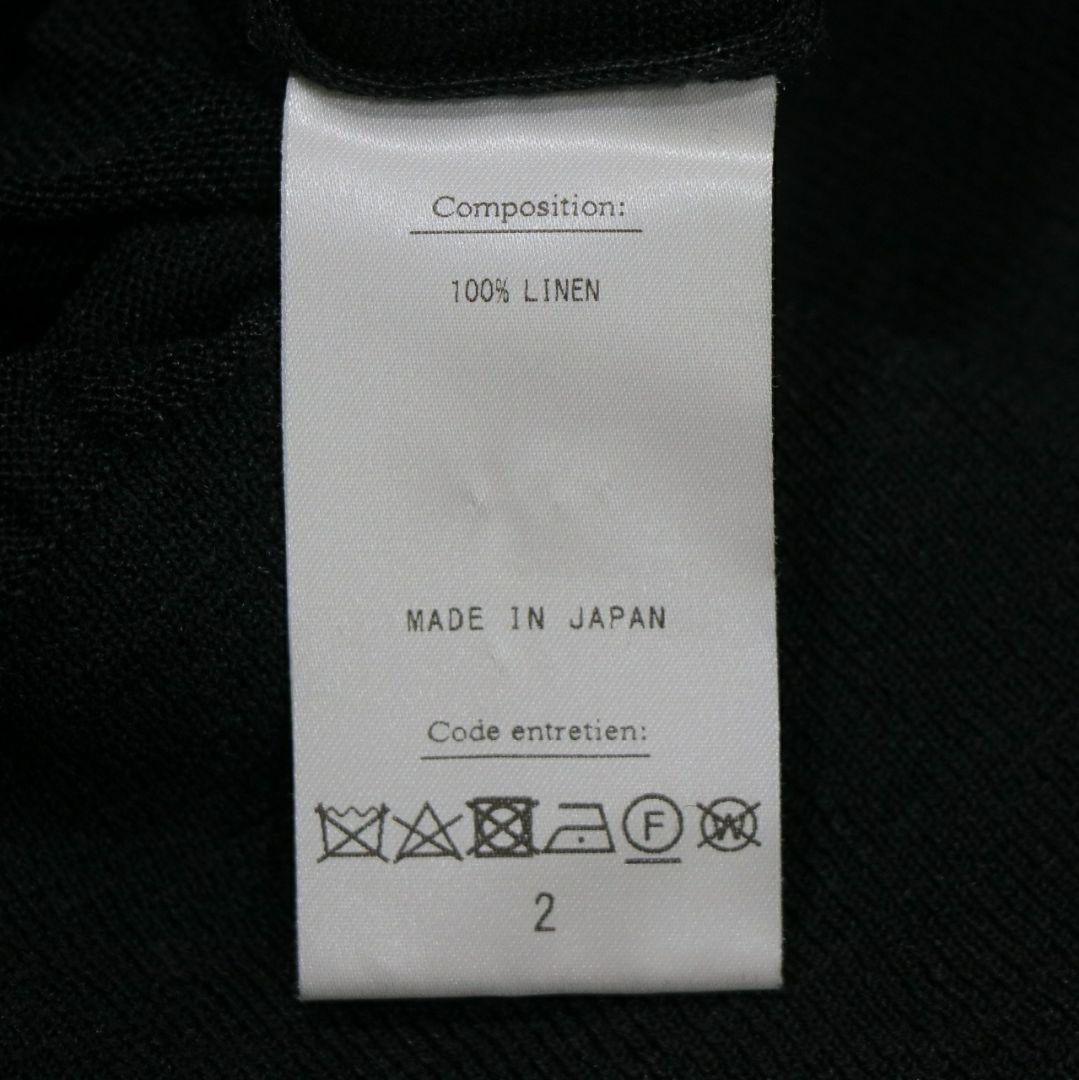 Composition:
100% LINEN
MADE IN JAPAN
Code entretien:
F W
2